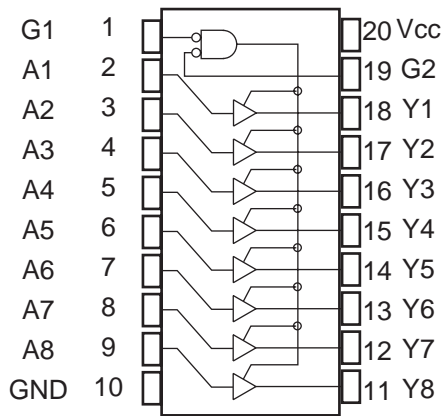 G1 1 20 Vcc
A1 2 19 G2
A2 3 18 Y1
A3 4 17 Y2
A4 5 16 Y3
A5 6 15 Y4
A6 7 14 Y5
A7 8 13 Y6
A8 9 12 Y7
GND 10 11 Y8